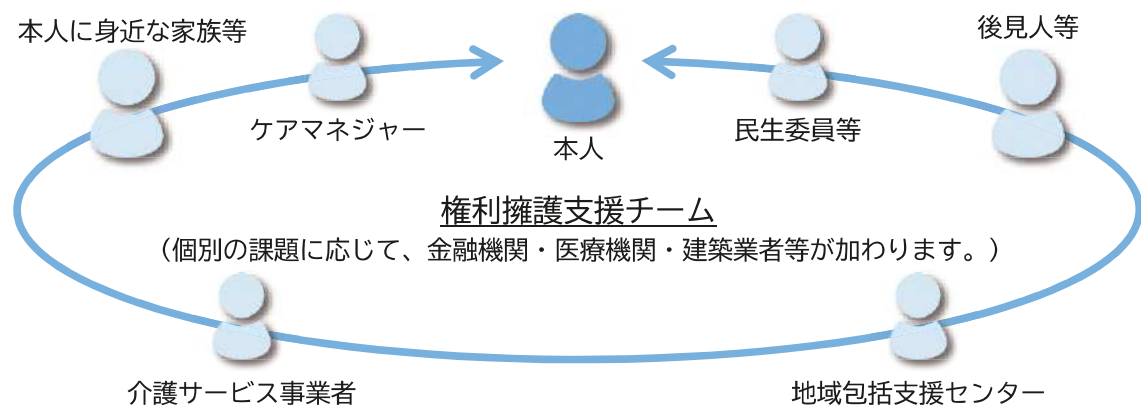 本人に身近な家族等
後見人等
ケアマネジャー
本人
民生委員等
権利擁護支援チーム
（個別の課題に応じて、金融機関・医療機関・建築業者等が加わります。）
介護サービス事業者
地域包括支援センター